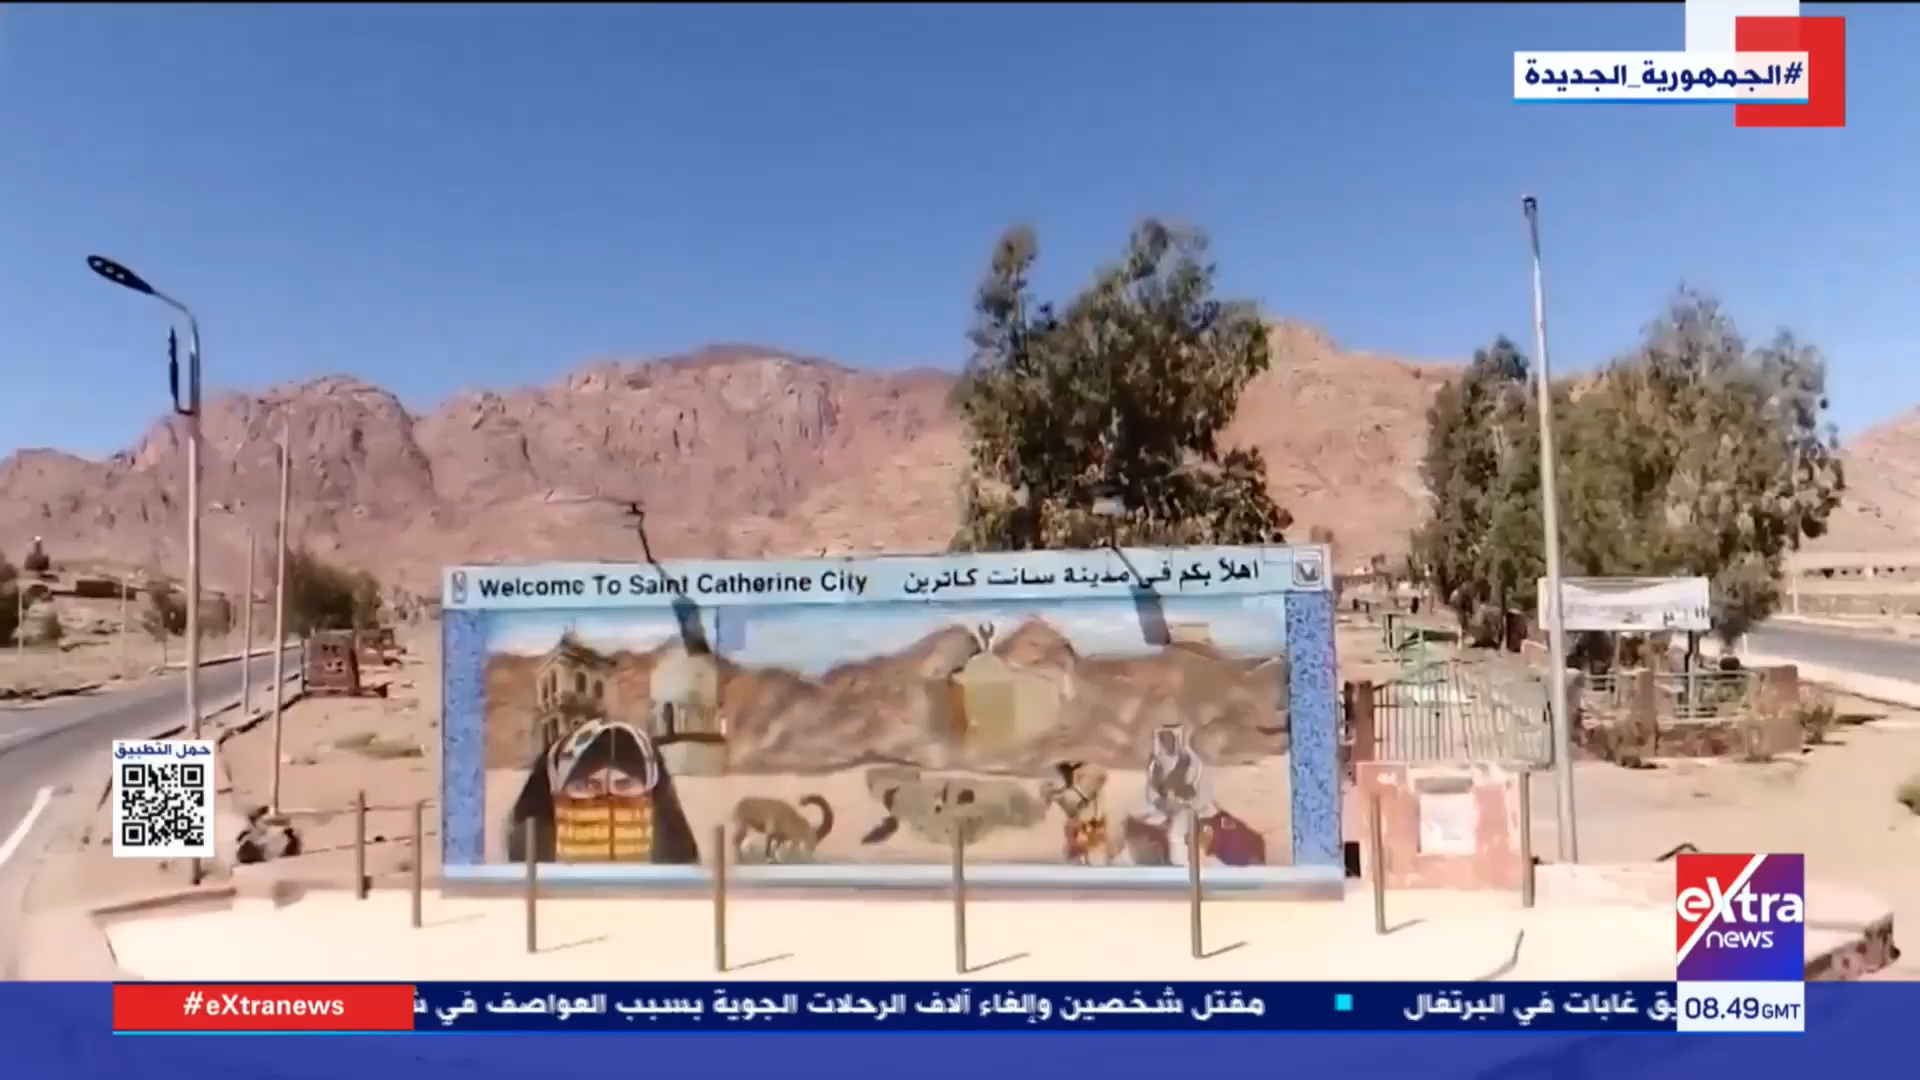 #الجمهورية_الجديدة
Welcome To Saint Catherine City
اهلاً بكم في مدينة سانت كاترين
حمل التطبيق
eXtra
news
#eXtranews
غابات في البرتغال
مقتل شخصين وإلغاء آلاف الرحلات الجوية بسبب العواصف في
08.49GMT